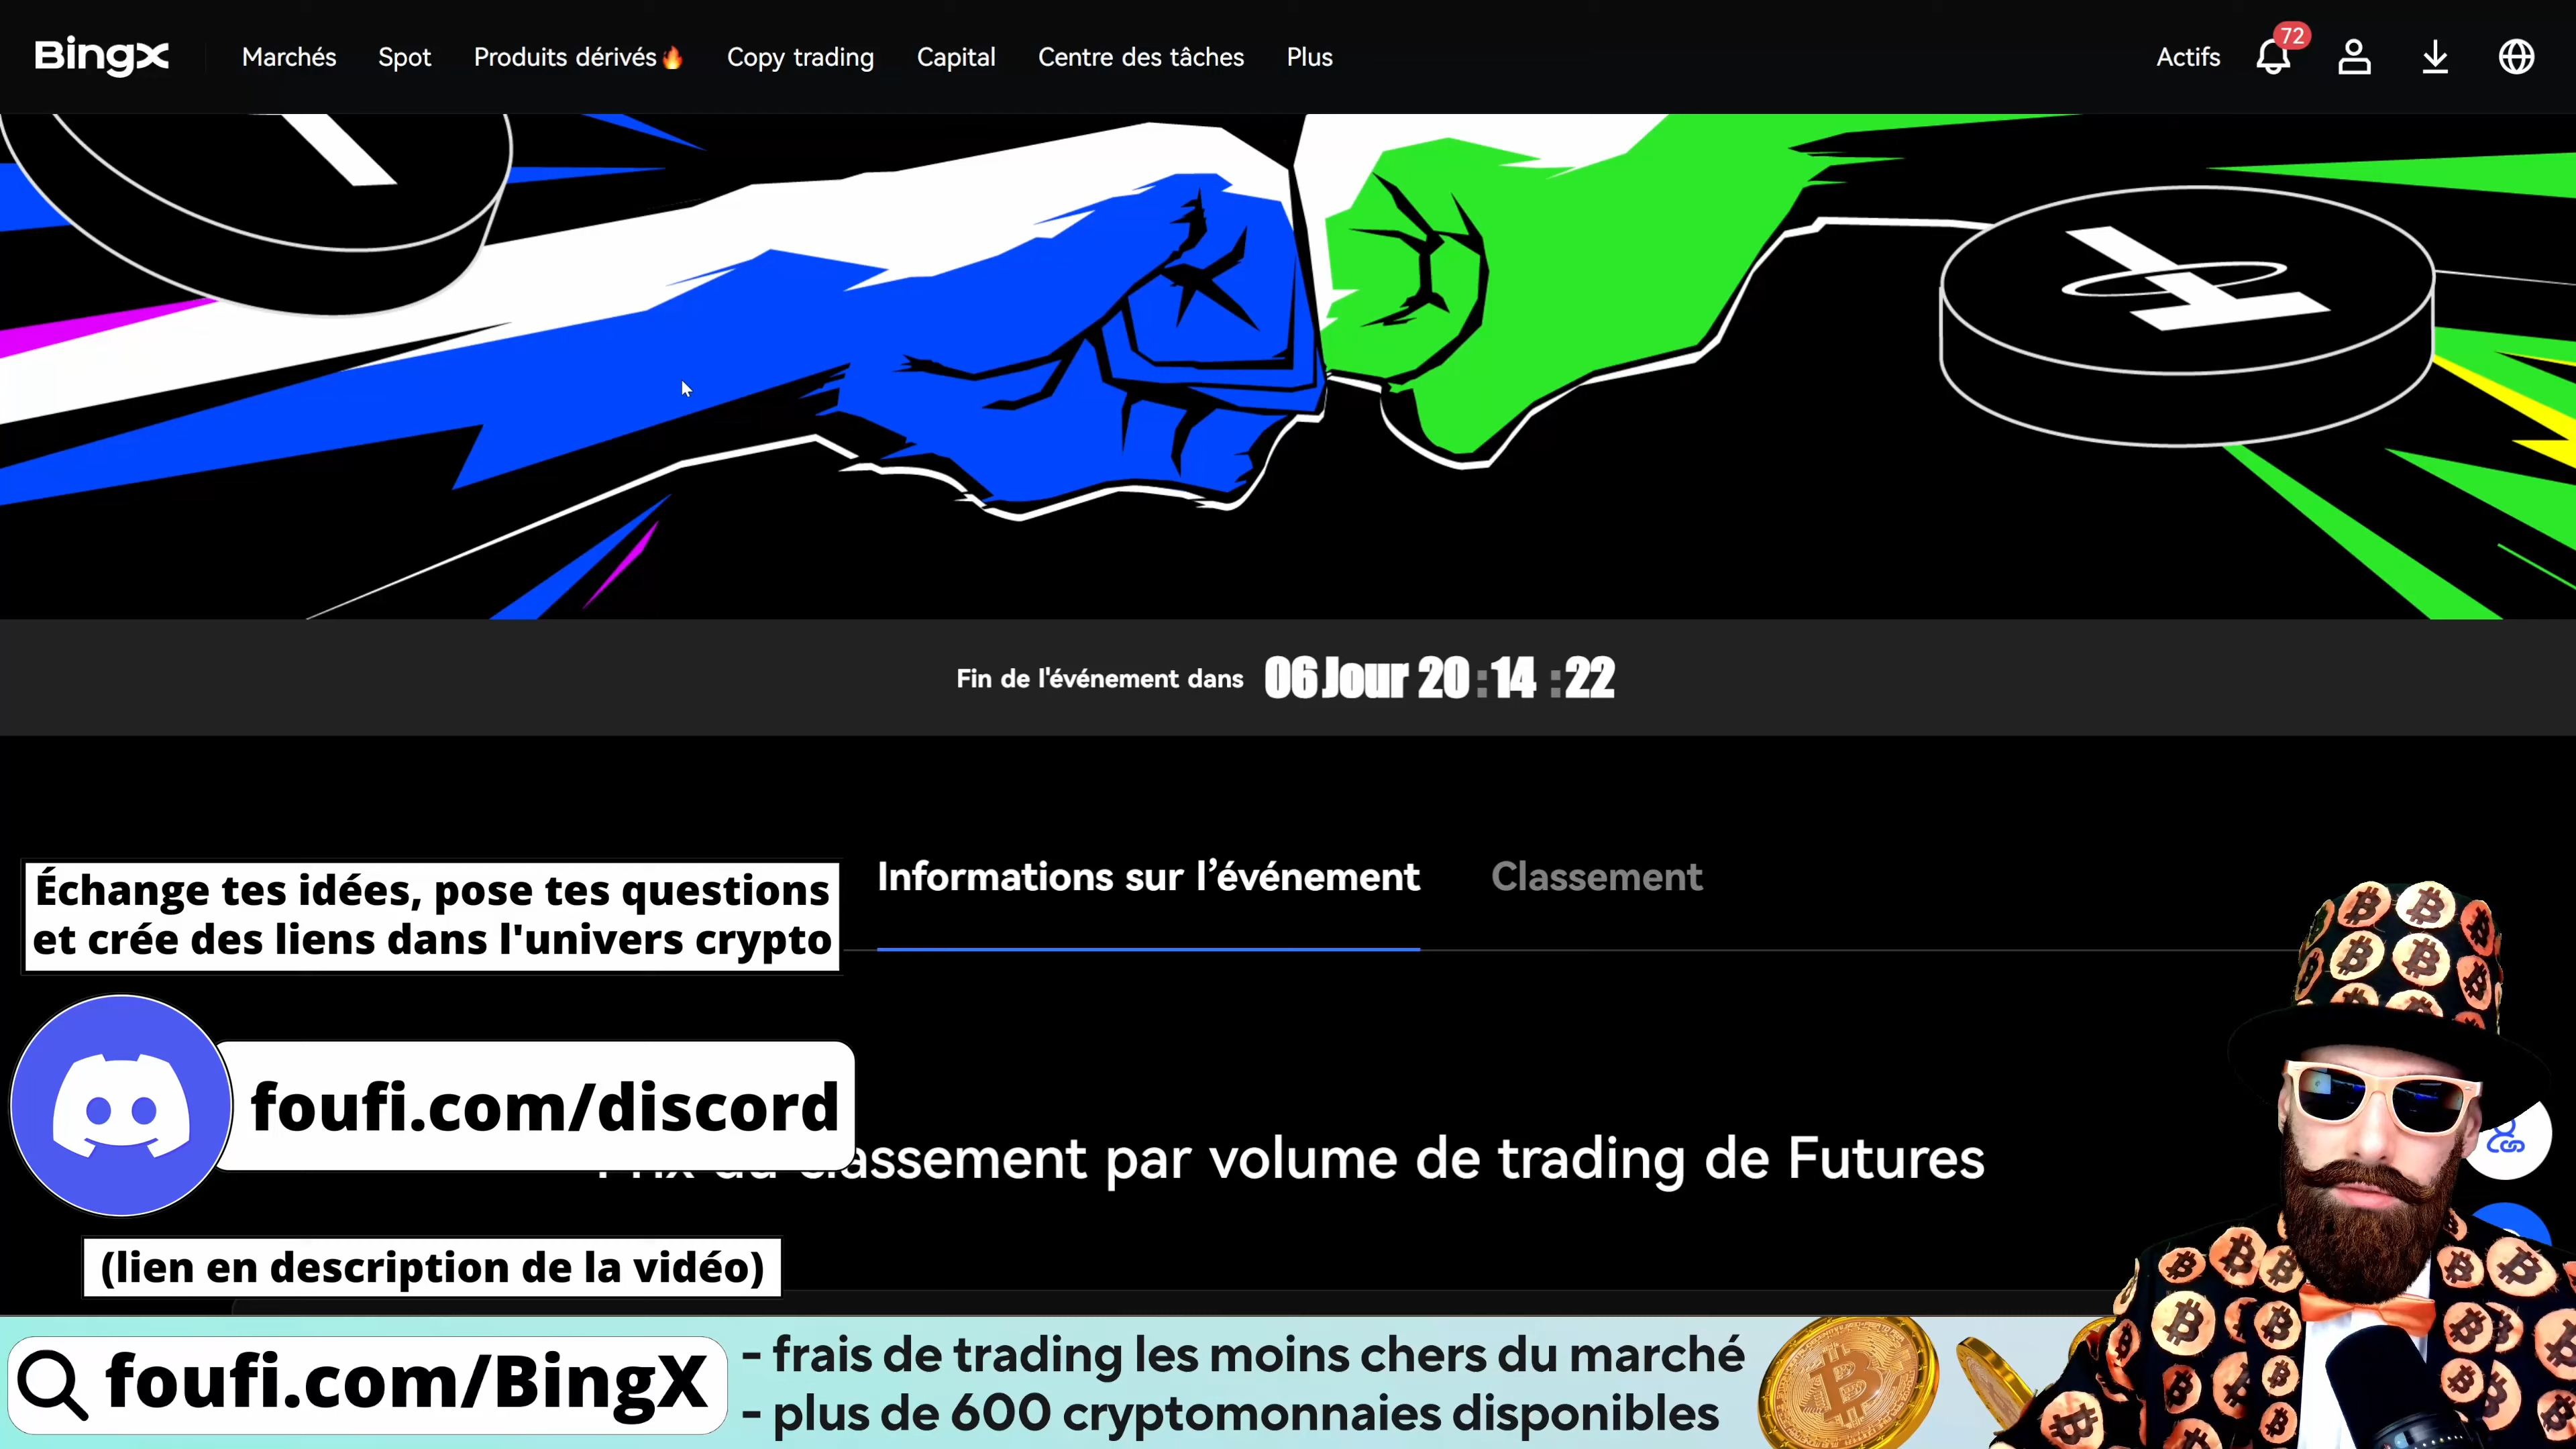 BingX
Marchés
Spot
Produits dérivés
Copy trading
Capital
Centre des tâches
Plus
Actifs
72
Fin de l'événement dans 06 Jour 20 : 14 : 22
Informations sur l’événement
Classement
Échange tes idées, pose tes questions
et crée des liens dans l'univers crypto
foufi.com/discord
Prix du classement par volume de trading de Futures
(lien en description de la vidéo)
foufi.com/BingX
- frais de trading les moins chers du marché
- plus de 600 cryptomonnaies disponibles